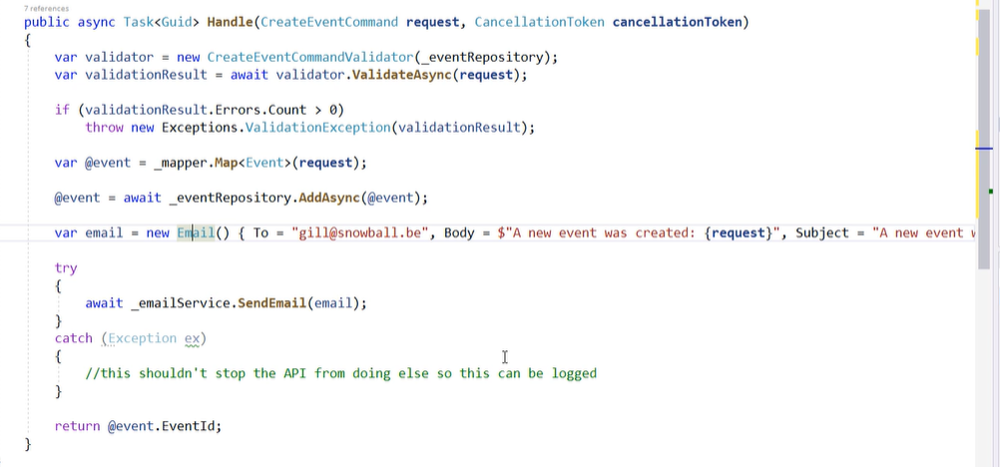 7 references
public async Task<Guid> Handle(CreateEventCommand request, CancellationToken cancellationToken)
{
var validator = new CreateEventCommandValidator(_eventRepository);
var validationResult = await validator.ValidateAsync(request);
if (validationResult.Errors.Count > 0)
throw new Exceptions.ValidationException(validationResult);
var @event = _mapper.Map<Event>(request);
@event = await _eventRepository.AddAsync(@event);
var email = new Email() { To = "gill@snowball.be", Body = $"A new event was created: {request}", Subject = "A new event
try
{
await _emailService.SendEmail(email);
}
catch (Exception ex)
{
//this shouldn't stop the API from doing else so this can be logged
}
return @event.EventId;
}